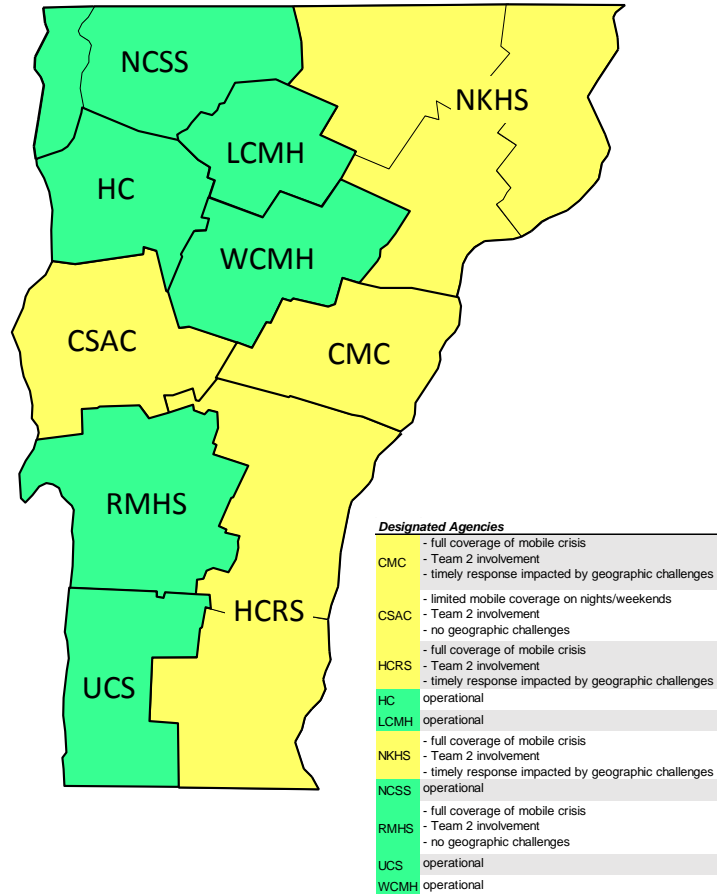 NCSS
NKHS
LCMH
HC
WCMH
CSAC
CMC
RMHS
HCRS
UCS
Designated Agencies
CMC
- full coverage of mobile crisis
- Team 2 involvement
- timely response impacted by geographic challenges
CSAC
- limited mobile coverage on nights/weekends
- Team 2 involvement
- no geographic challenges
HCRS
- full coverage of mobile crisis
- Team 2 involvement
- timely response impacted by geographic challenges
HC operational
LCMH operational
NKHS
- full coverage of mobile crisis
- Team 2 involvement
- timely response impacted by geographic challenges
NCSS operational
RMHS
- full coverage of mobile crisis
- Team 2 involvement
- no geographic challenges
UCS operational
WCMH operational